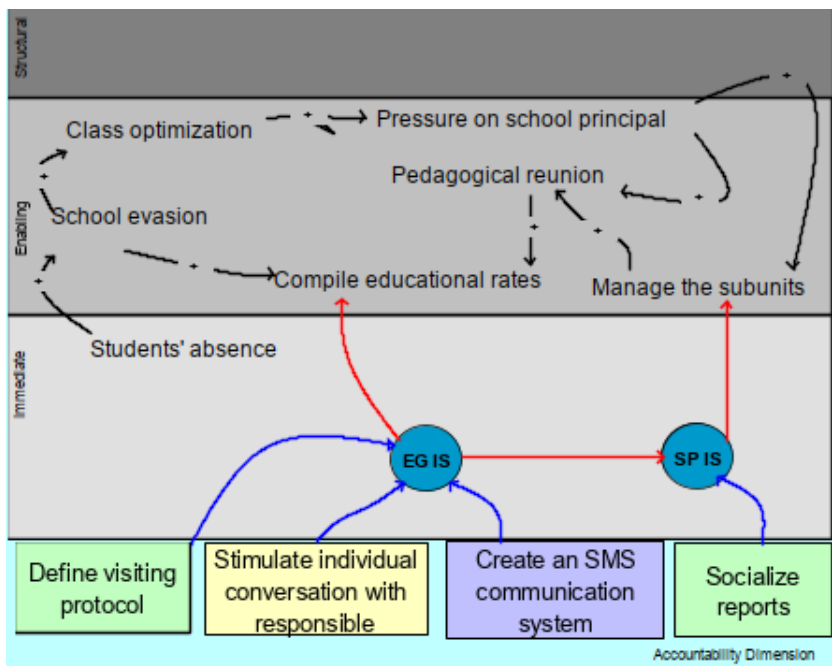 Structural
+
Class optimization
+
Pressure on school principal
Pedagogical reunion
+
+
School evasion
+
+
+
Enabling
+
Compile educational rates
Manage the subunits
Students' absence
Immediate
EG IS
SP IS
Define visiting
protocol
Stimulate individual
conversation with
responsible
Create an SMS
communication
system
Socialize
reports
Accountability Dimension